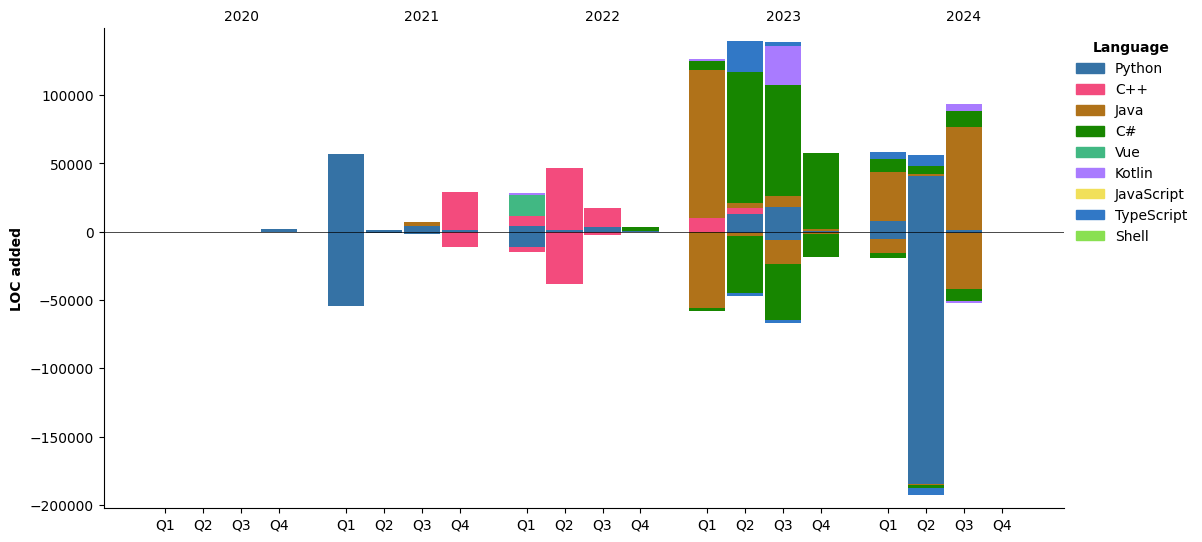 2020 2021 2022 2023 2024
Language
Python
C++
Java
C#
Vue
Kotlin
JavaScript
TypeScript
Shell
LOC added
100000
50000
0
−50000
−100000
−150000
−200000
Q1 Q2 Q3 Q4 Q1 Q2 Q3 Q4 Q1 Q2 Q3 Q4 Q1 Q2 Q3 Q4 Q1 Q2 Q3 Q4